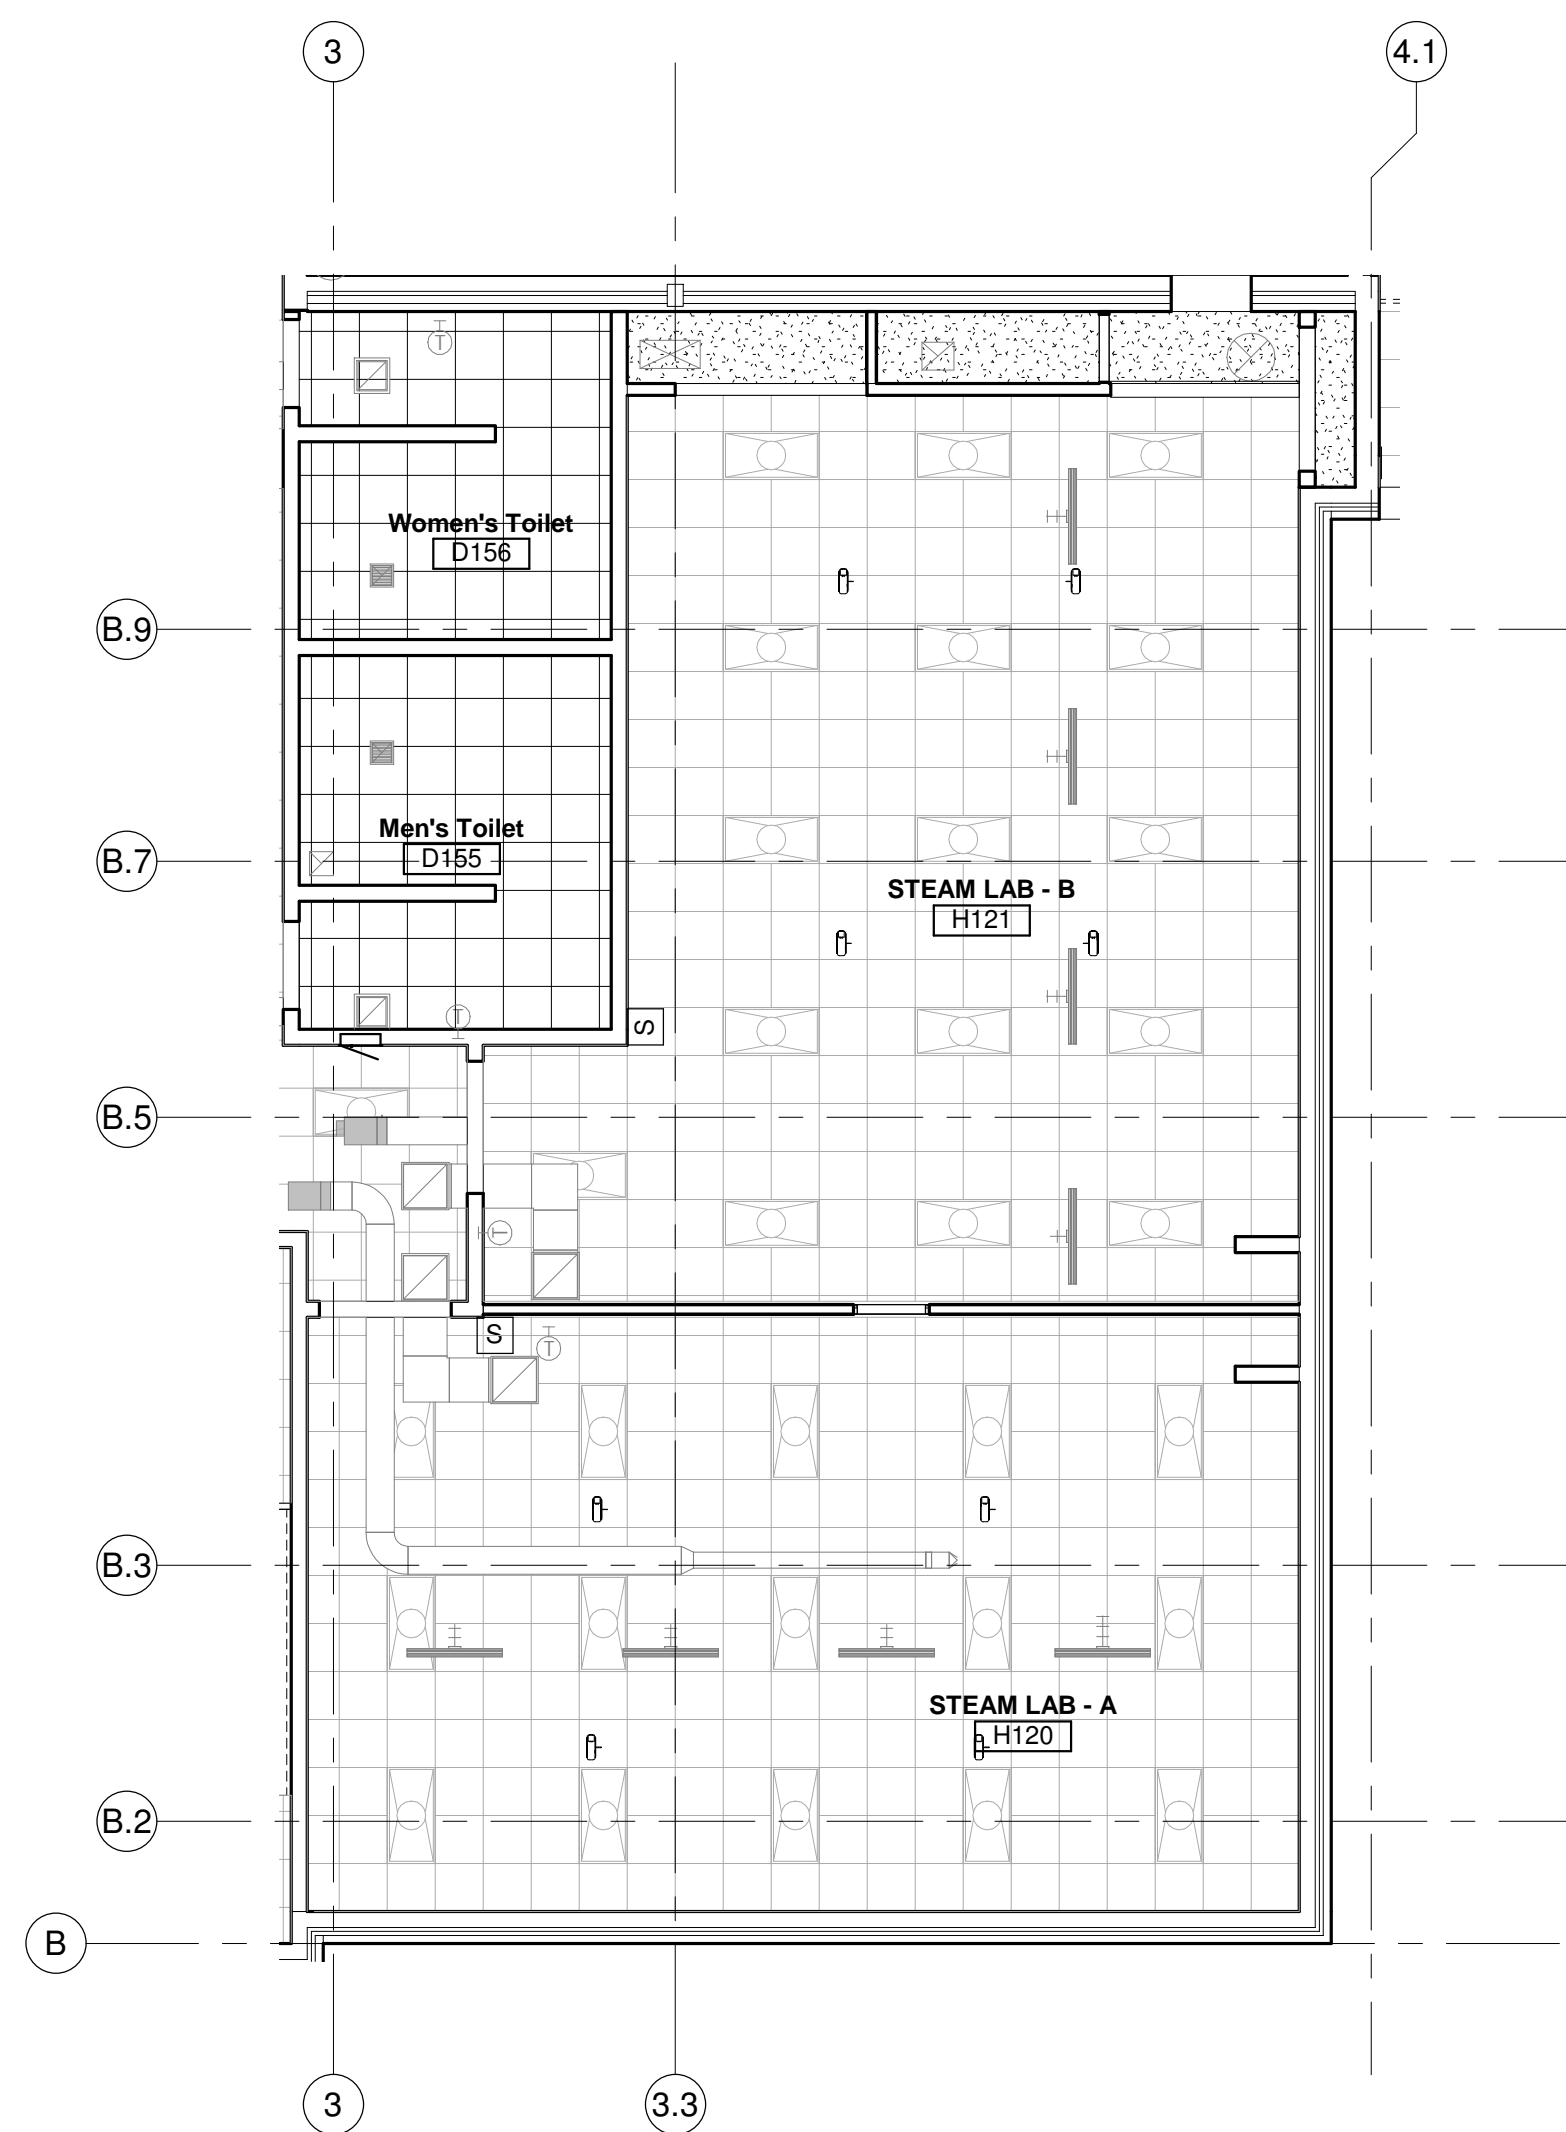 3
4.1
T
Women's Toilet
D156
B.9
Men's Toilet
D155
B.7
STEAM LAB - B
H121
T
S
B.5
T
S
T
B.3
STEAM LAB - A
H120
B.2
B
3
3.3